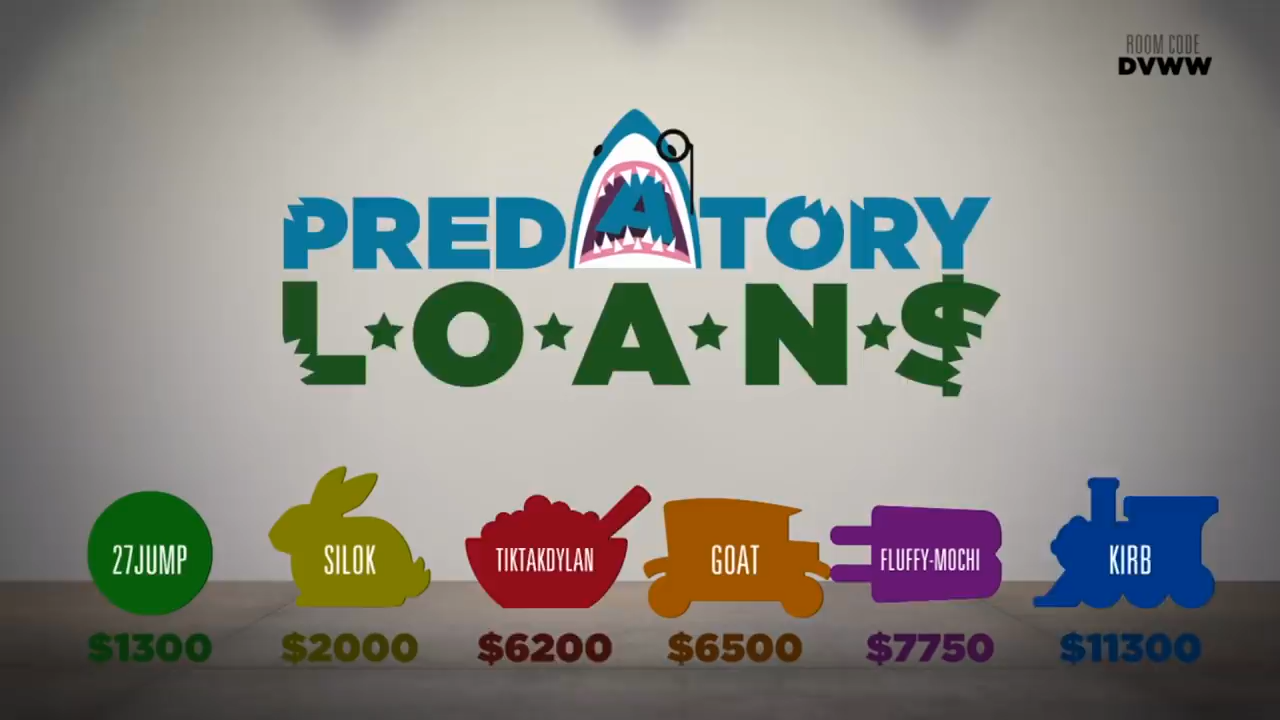 ROOM CODE
DVWW
PREDATORY
L★O★A★N★$
27JUMP SILOK TIKTAKDYLAN GOAT FLUFFY-MOCHI KIRB
$1300 $2000 $6200 $6500 $7750 $11300